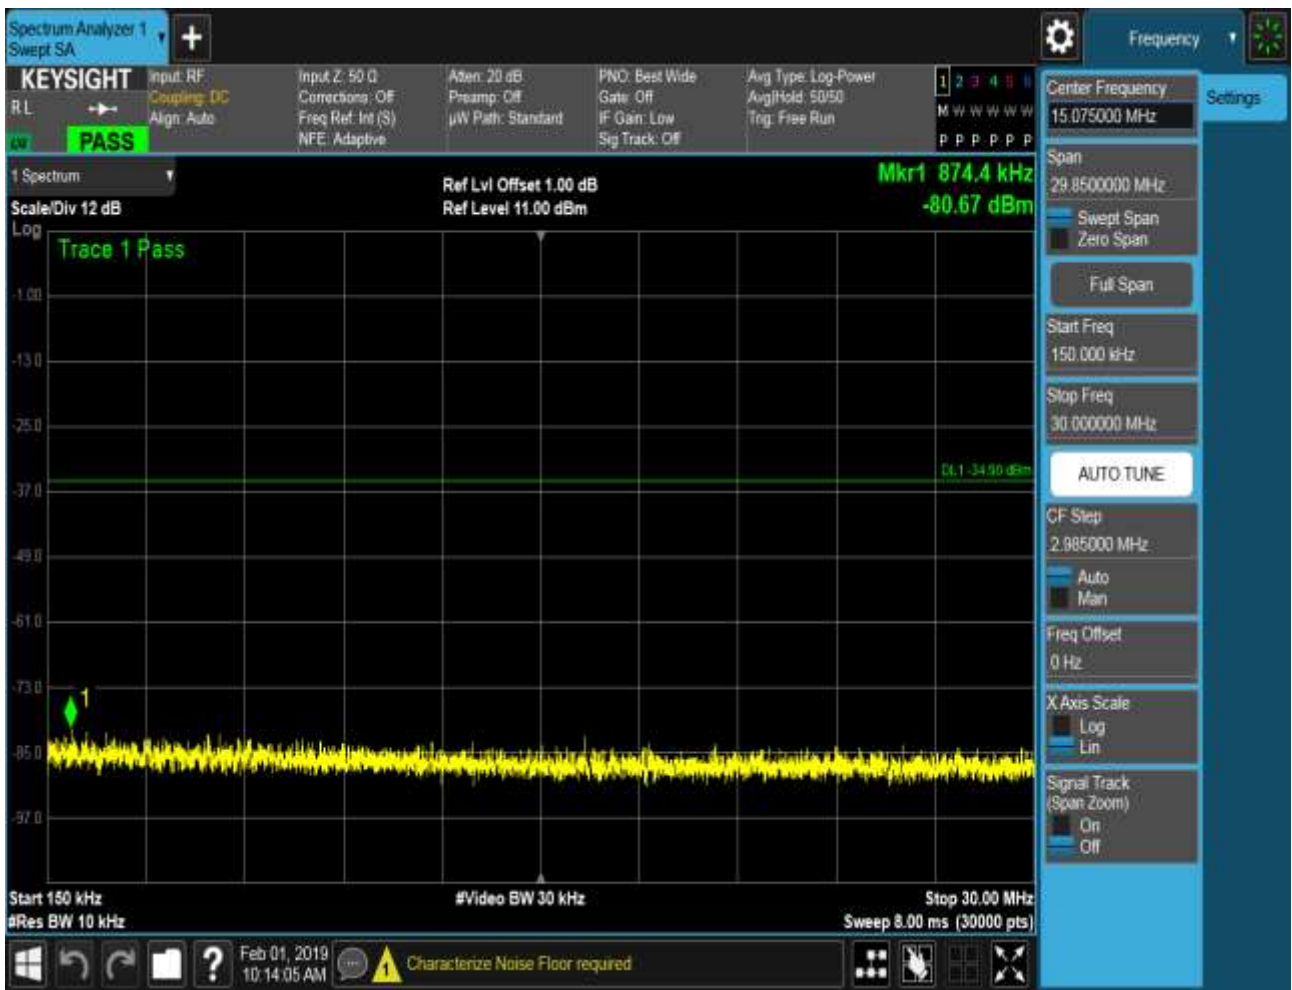 Spectrum Analyzer 1
Swept SA
Frequency
KEYSIGHT
RL
PASS
Input: RF
Coupling: DC
Align: Auto
Input Z: 50 Ω
Corrections: Off
Freq Ref: Int (S)
NFE: Adaptive
Atten: 20 dB
Preamp: Off
µW Path: Standard
PNO: Best Wide
Gate: Off
IF Gain: Low
Sig Track: Off
Avg Type: Log-Power
Avg|Hold: 50/50
Trig: Free Run
1 2 3 4 5 6
M W W W W W
P P P P P P
1 Spectrum
Scale/Div 12 dB
Log
Ref Lvl Offset 1.00 dB
Ref Level 11.00 dBm
Mkr1 874.4 kHz
-80.67 dBm
Trace 1 Pass
-1.00
-13.0
-25.0
DL1 -34.90 dBm
-37.0
-49.0
-61.0
-73.0
1
-85.0
-97.0
Start 150 kHz
#Res BW 10 kHz
#Video BW 30 kHz
Stop 30.00 MHz
Sweep 8.00 ms (30000 pts)
?
Feb 01, 2019
10:14:05 AM
1
Characterize Noise Floor required
Center Frequency
15.075000 MHz
Span
29.8500000 MHz
Swept Span
Zero Span
Full Span
Start Freq
150.000 kHz
Stop Freq
30.000000 MHz
AUTO TUNE
CF Step
2.985000 MHz
Auto
Man
Freq Offset
0 Hz
X Axis Scale
Log
Lin
Signal Track
(Span Zoom)
On
Off
Settings